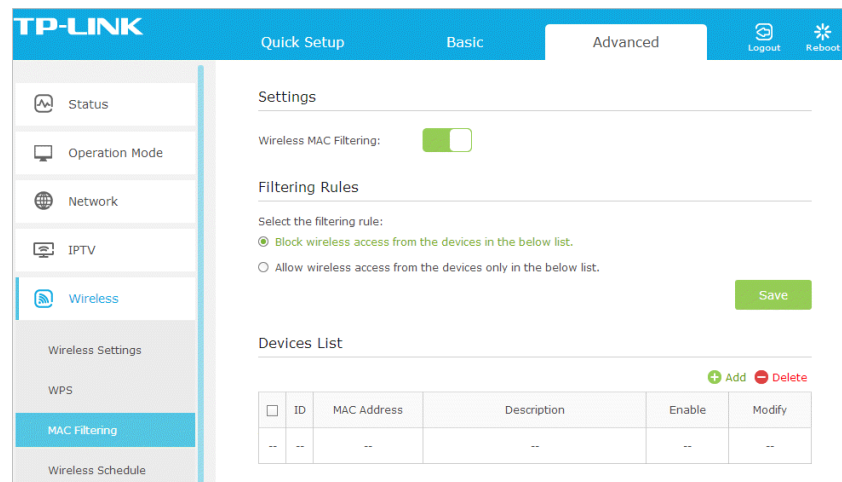 TP-LINK
Quick Setup Basic Advanced Logout Reboot
Status
Operation Mode
Network
IPTV
Wireless
Wireless Settings
WPS
MAC Filtering
Wireless Schedule
Settings
Wireless MAC Filtering:
Filtering Rules
Select the filtering rule:
Block wireless access from the devices in the below list.
Allow wireless access from the devices only in the below list.
Save
Devices List
Add Delete
ID MAC Address Description Enable Modify
-- -- -- -- -- --